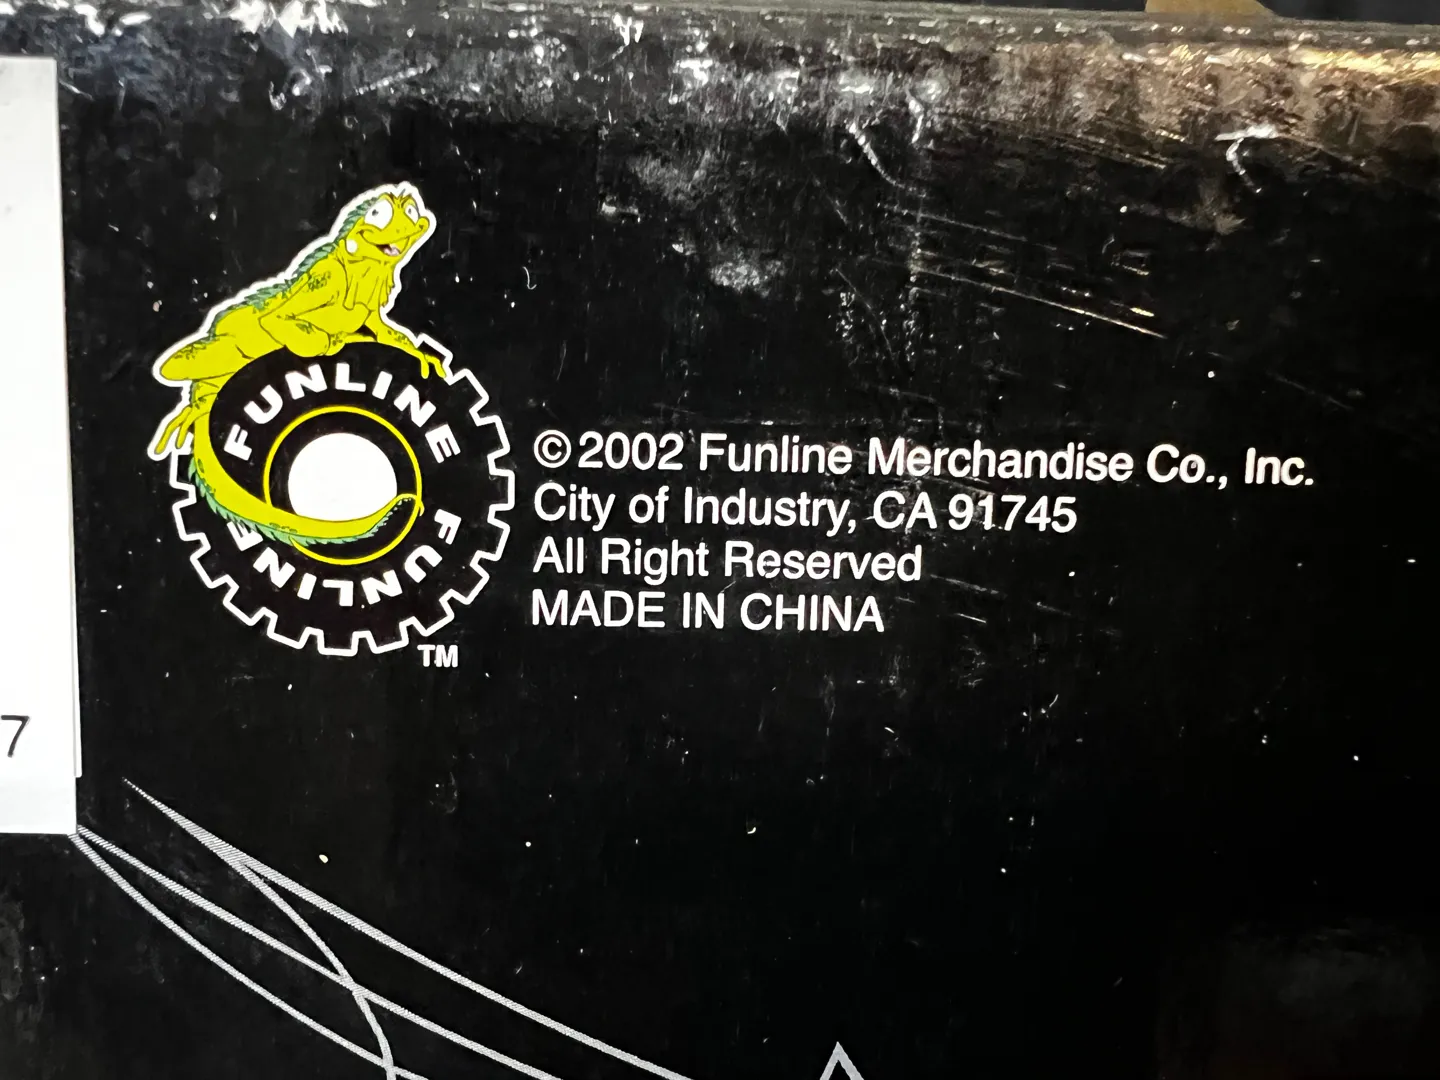 FUNLINE
FUNLINE
TM
© 2002 Funline Merchandise Co., Inc.
City of Industry, CA 91745
All Right Reserved
MADE IN CHINA
7